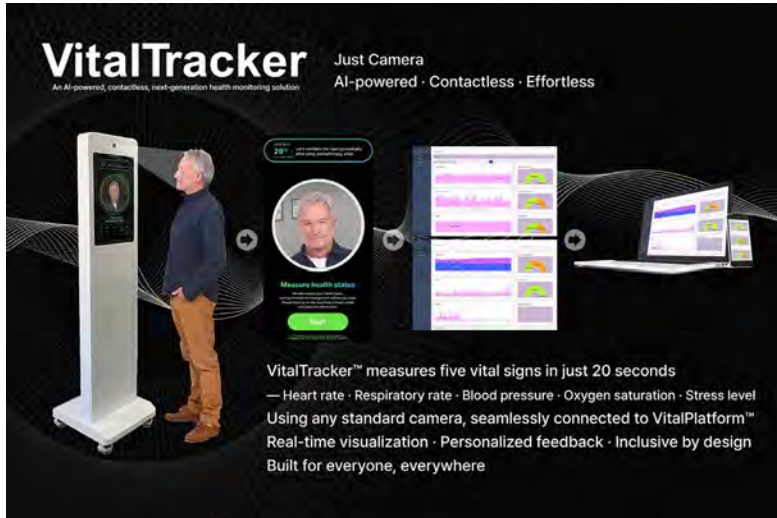 VitalTracker
An AI-powered, contactless, next-generation health monitoring solution
Just Camera
AI-powered · Contactless · Effortless
Measure health status
Start
VitalTracker™ measures five vital signs in just 20 seconds
— Heart rate · Respiratory rate · Blood pressure · Oxygen saturation · Stress level
Using any standard camera, seamlessly connected to VitalPlatform™
Real-time visualization · Personalized feedback · Inclusive by design
Built for everyone, everywhere